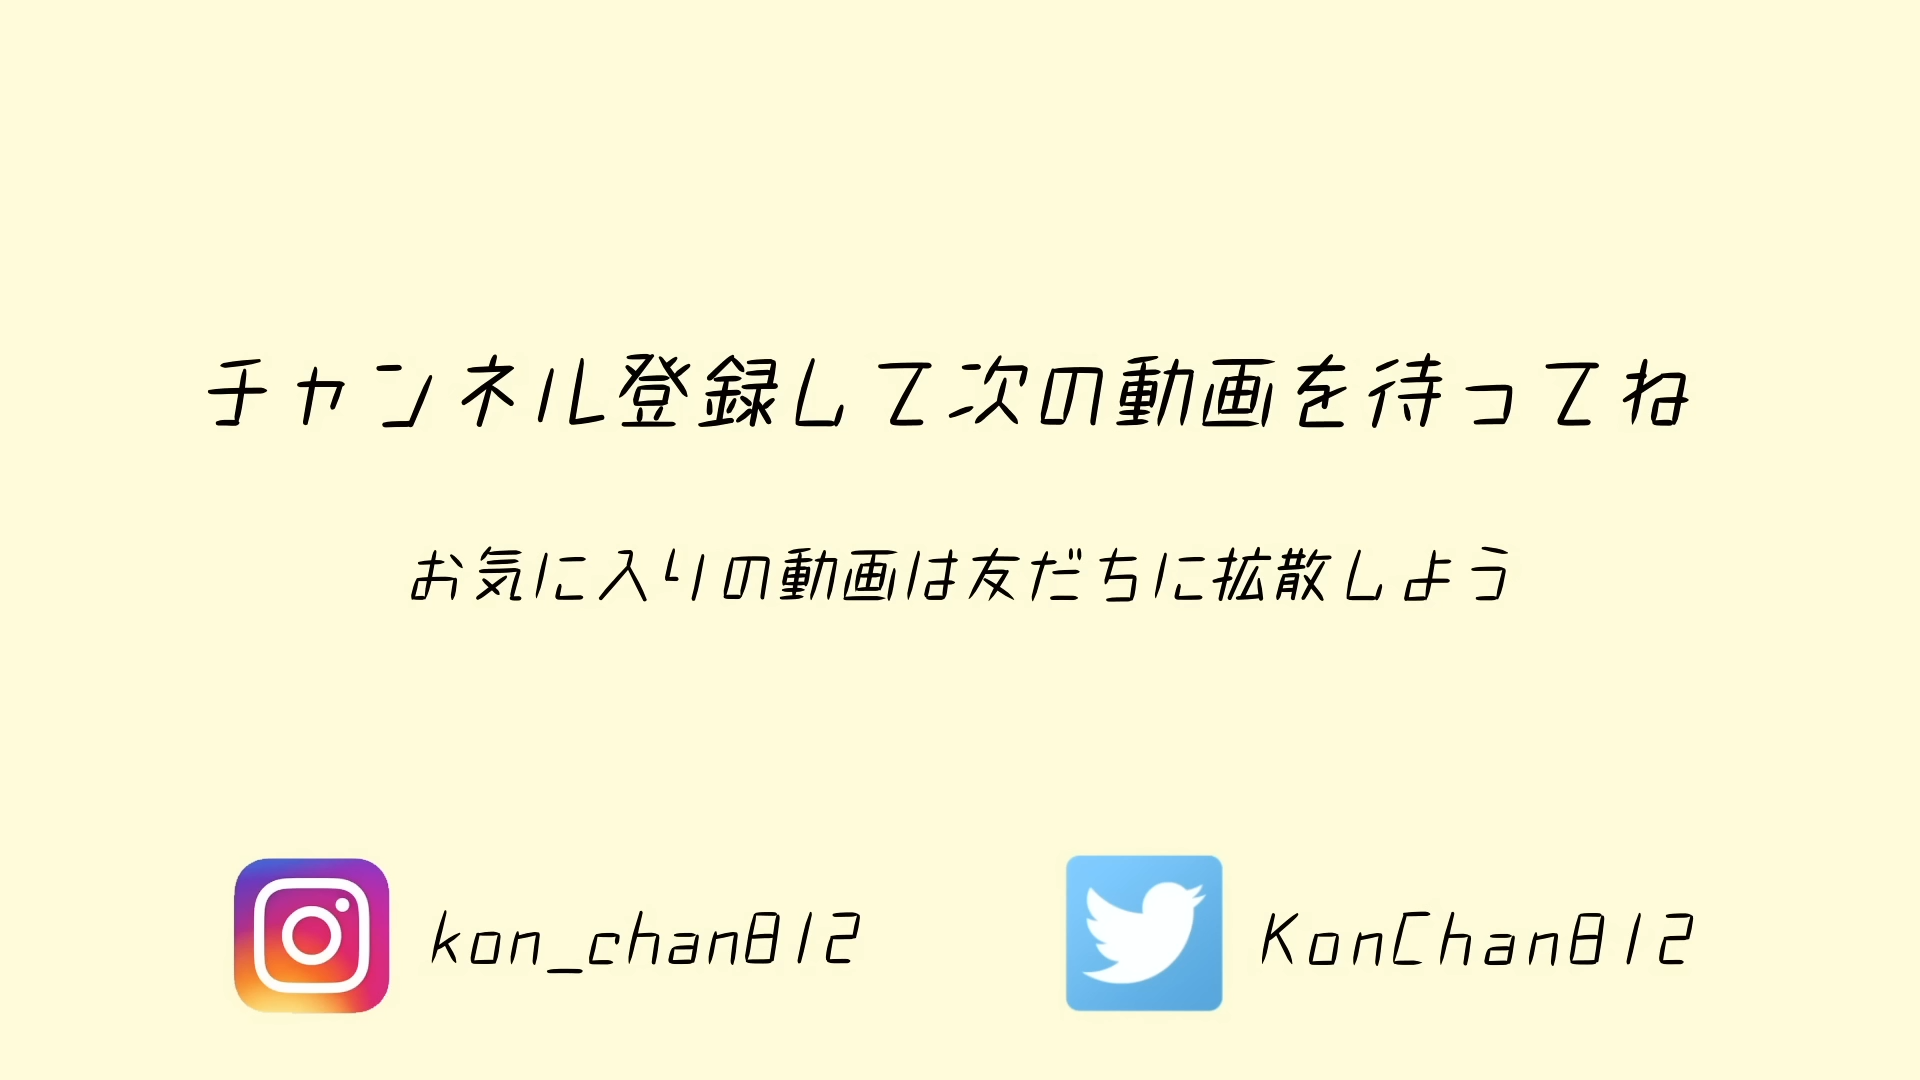 チャンネル登録して次の動画を待ってね
お気に入りの動画は友だちに拡散しよう
kon_chan812
KonChan812